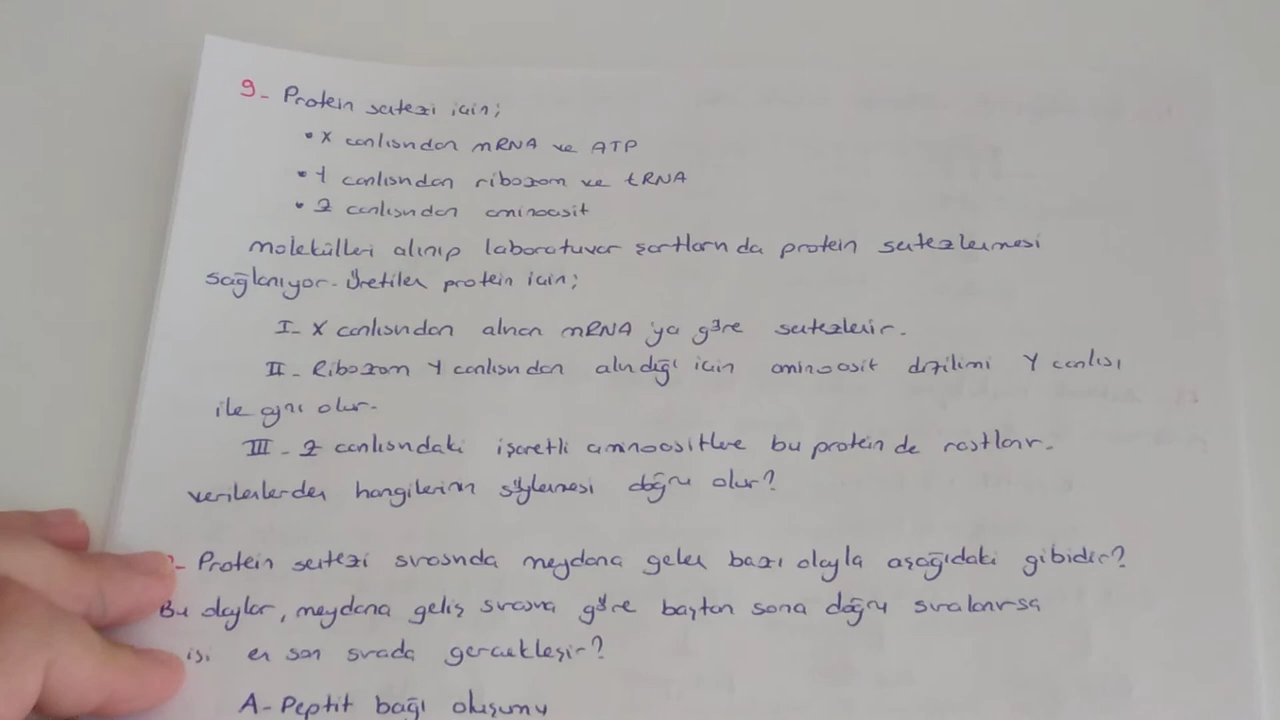 9- Protein sentezi için;
• X canlısından mRNA ve ATP
• Y canlısından ribozom ve tRNA
• Z canlısından aminoasit
molekülleri alınıp laboratuvar şartlarında protein sentezlenmesi
sağlanıyor. Üretilen protein için;
I- X canlısından alınan mRNA 'ya göre sentezlenir.
II- Ribozom Y canlısından alındığı için aminoasit dizilimi Y canlısı
ile aynı olur.
III- Z canlısındaki işaretli aminoasitlere bu protein de rastlanır.
verilenlerden hangilerinin söylenmesi doğru olur?
- Protein sentezi sırasında meydana gelen bazı olayla aşağıdaki gibidir?
Bu olaylar, meydana geliş sırasına göre baştan sona doğru sıralanırsa
en son sırada gerçekleşir?
A- Peptit bağı oluşumu